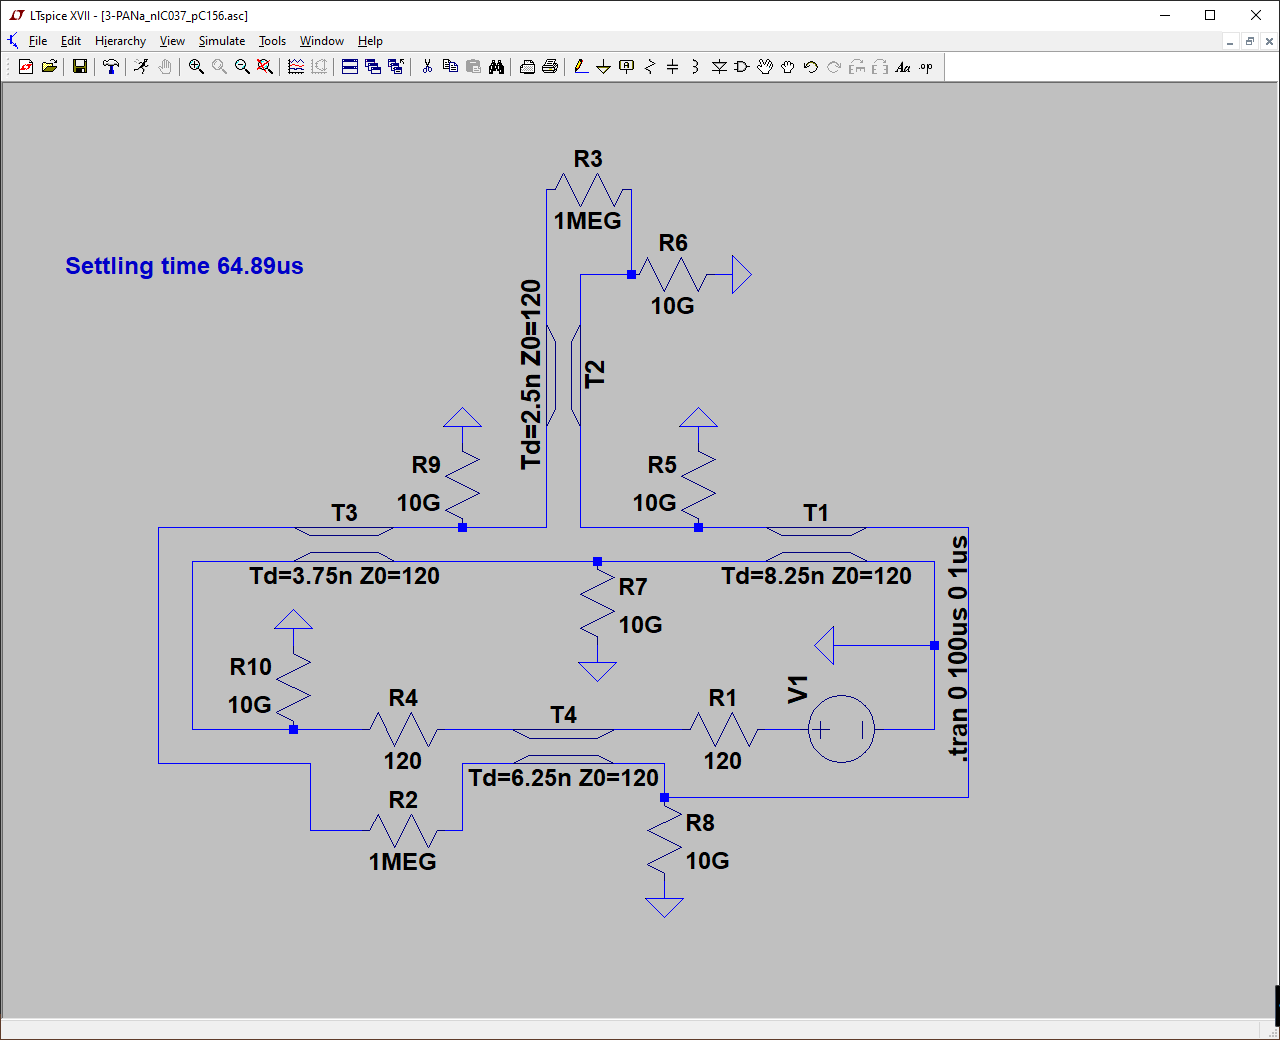 LTspice XVII - [3-PANa_nIC037_pC156.asc]
File Edit Hierarchy View Simulate Tools Window Help
Aa .op
R3
1MEG
R6
10G
Settling time 64.89us
Td=2.5n Z0=120
T2
R9
10G
R5
10G
T3
Td=3.75n Z0=120
T1
Td=8.25n Z0=120
R7
10G
.tran 0 100us 0 1us
R10
10G
R4
120
T4
Td=6.25n Z0=120
R1
120
V1
R2
1MEG
R8
10G